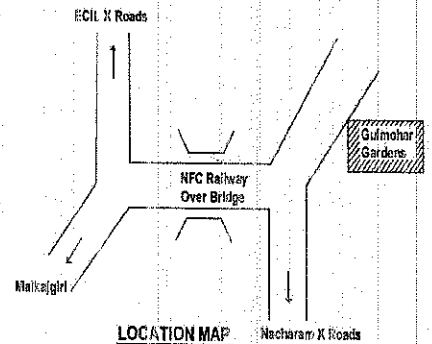 ECIL X Roads
Gulmohar
Gardens
NFC Railway
Over Bridge
Malkajgiri
LOCATION MAP
Nacharam X Roads